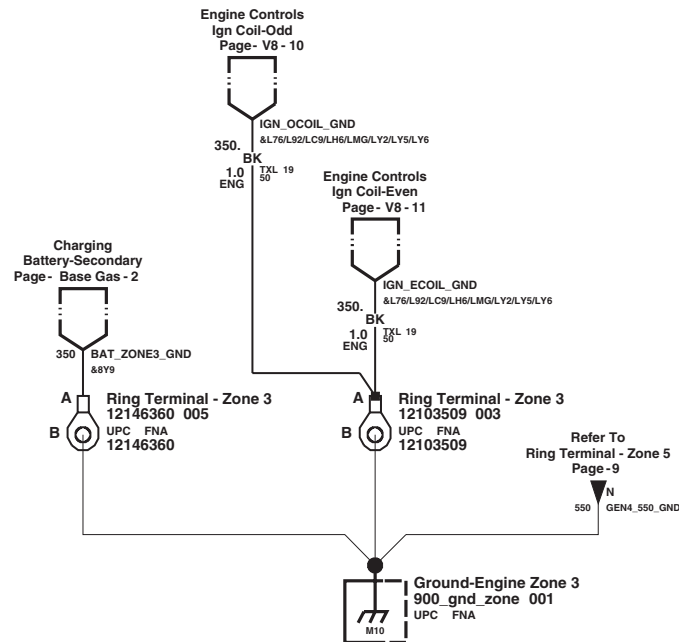 Engine Controls
Ign Coil-Odd
Page- V8 - 10
IGN_OCOIL_GND
&L76/L92/LC9/LH6/LMG/LY2/LY5/LY6
350.
BK
1.0
TXL 19
ENG
50
Engine Controls
Ign Coil-Even
Page- V8 - 11
IGN_ECOIL_GND
&L76/L92/LC9/LH6/LMG/LY2/LY5/LY6
350.
BK
1.0
TXL 19
ENG
50
Charging
Battery-Secondary
Page- Base Gas - 2
350 BAT_ZONE3_GND
&8Y9
A Ring Terminal - Zone 3
12146360 005
B UPC FNA
12146360
A Ring Terminal - Zone 3
12103509 003
B UPC FNA
12103509
Refer To
Ring Terminal - Zone 5
Page-9
N
550 GEN4_550_GND
Ground-Engine Zone 3
900_gnd_zone 001
UPC FNA
M10